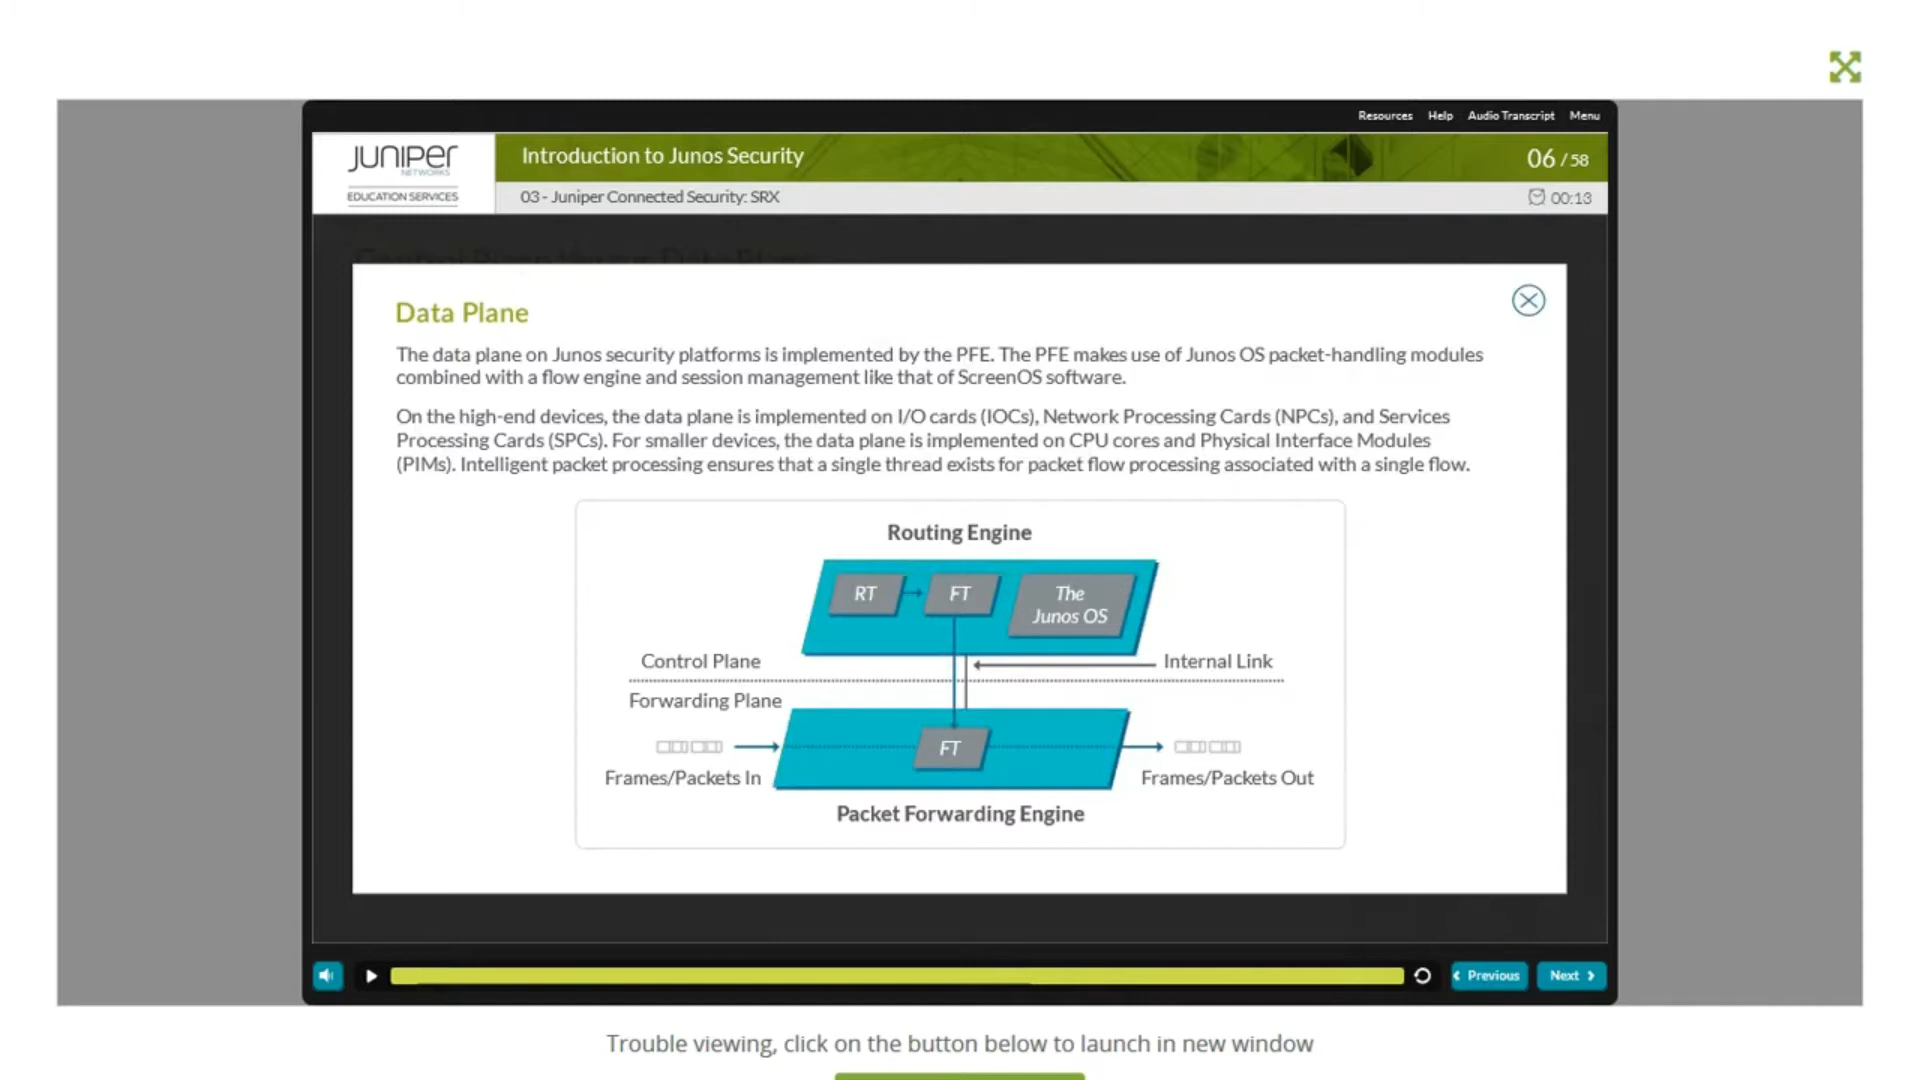 Resources Help Audio Transcript Menu
JUNIPER
NETWORKS
EDUCATION SERVICES
Introduction to Junos Security
06 / 58
03 - Juniper Connected Security: SRX
00:13
Data Plane
The data plane on Junos security platforms is implemented by the PFE. The PFE makes use of Junos OS packet-handling modules
combined with a flow engine and session management like that of ScreenOS software.
On the high-end devices, the data plane is implemented on I/O cards (IOCs), Network Processing Cards (NPCs), and Services
Processing Cards (SPCs). For smaller devices, the data plane is implemented on CPU cores and Physical Interface Modules
(PIMs). Intelligent packet processing ensures that a single thread exists for packet flow processing associated with a single flow.
Routing Engine
RT
FT
The
Junos OS
Control Plane
Internal Link
Forwarding Plane
FT
Frames/Packets In
Frames/Packets Out
Packet Forwarding Engine
Previous
Next
Trouble viewing, click on the button below to launch in new window